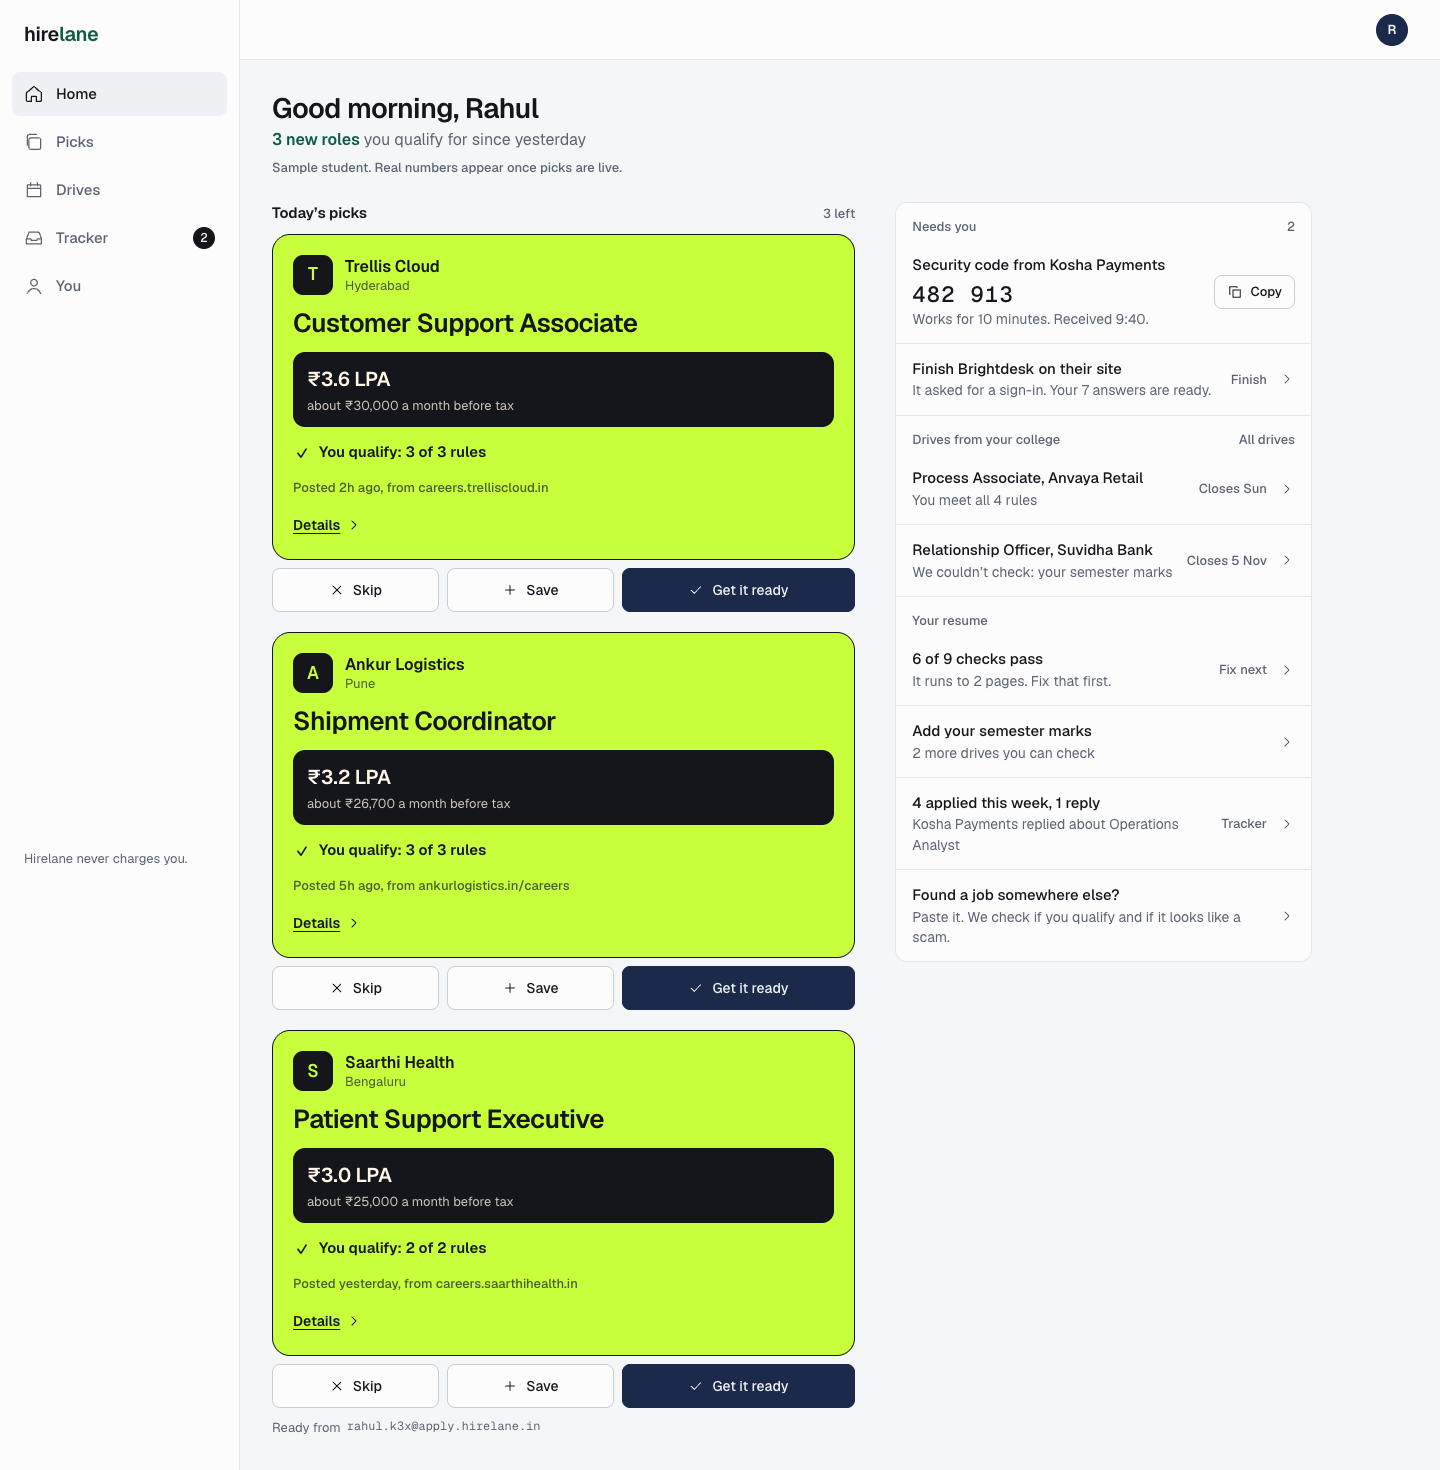 hirelane
R
Home
Picks
Drives
Tracker 2
You
Hirelane never charges you.
Good morning, Rahul
3 new roles you qualify for since yesterday
Sample student. Real numbers appear once picks are live.
Today’s picks 3 left
T
Trellis Cloud
Hyderabad
Customer Support Associate
₹3.6 LPA
about ₹30,000 a month before tax
You qualify: 3 of 3 rules
Posted 2h ago, from careers.trelliscloud.in
Details
Skip Save Get it ready
A
Ankur Logistics
Pune
Shipment Coordinator
₹3.2 LPA
about ₹26,700 a month before tax
You qualify: 3 of 3 rules
Posted 5h ago, from ankurlogistics.in/careers
Details
Skip Save Get it ready
S
Saarthi Health
Bengaluru
Patient Support Executive
₹3.0 LPA
about ₹25,000 a month before tax
You qualify: 2 of 2 rules
Posted yesterday, from careers.saarthihealth.in
Details
Skip Save Get it ready
Ready from rahul.k3x@apply.hirelane.in
Needs you 2
Security code from Kosha Payments
482 913
Copy
Works for 10 minutes. Received 9:40.
Finish Brightdesk on their site
It asked for a sign-in. Your 7 answers are ready.
Finish
Drives from your college All drives
Process Associate, Anvaya Retail
You meet all 4 rules
Closes Sun
Relationship Officer, Suvidha Bank
We couldn’t check: your semester marks
Closes 5 Nov
Your resume
6 of 9 checks pass
It runs to 2 pages. Fix that first.
Fix next
Add your semester marks
2 more drives you can check
4 applied this week, 1 reply
Kosha Payments replied about Operations
Analyst
Tracker
Found a job somewhere else?
Paste it. We check if you qualify and if it looks like a
scam.